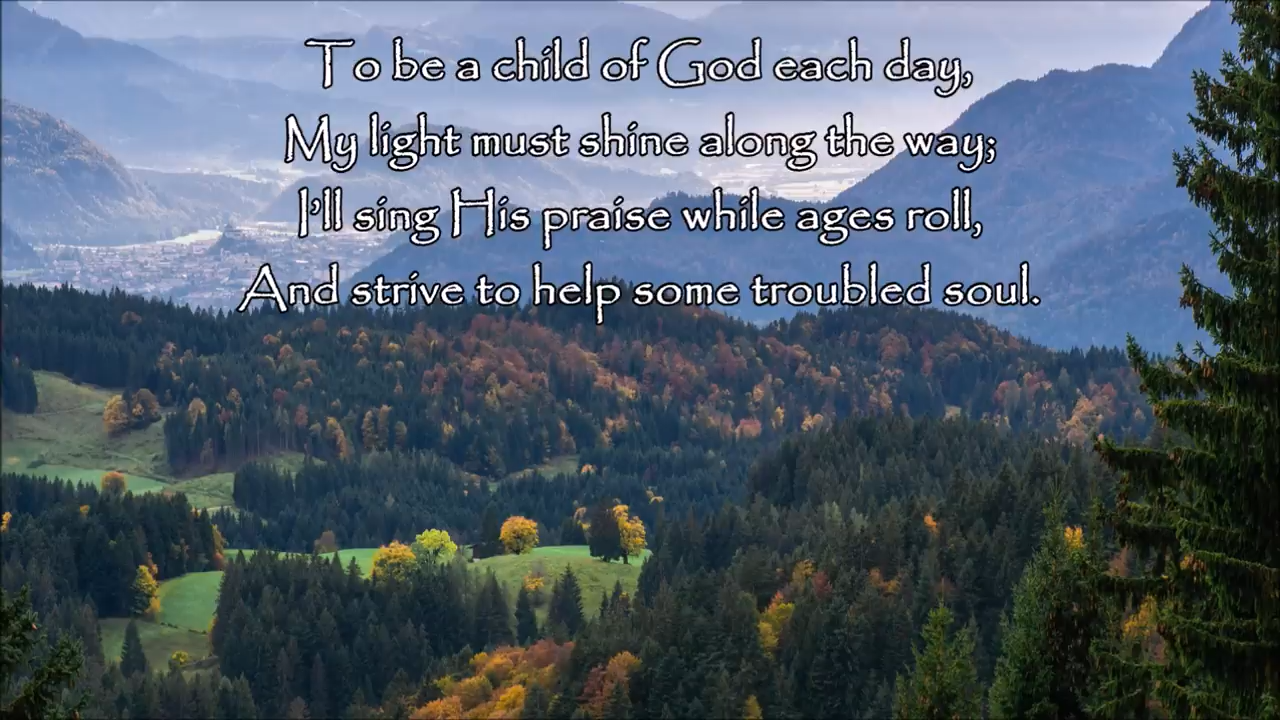 To be a child of God each day,
My light must shine along the way;
I'll sing His praise while ages roll,
And strive to help some troubled soul.